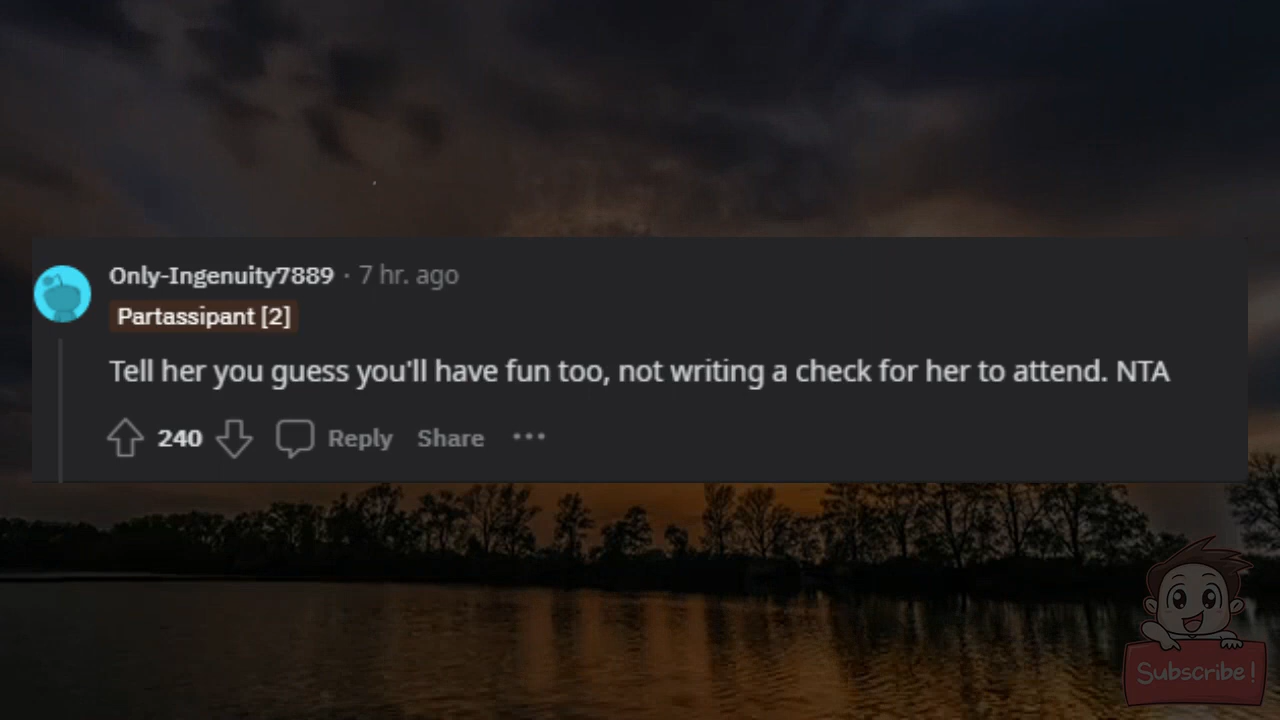 Only-Ingenuity7889 · 7 hr. ago
Partassipant [2]
Tell her you guess you'll have fun too, not writing a check for her to attend. NTA
240 Reply Share ···
Subscribe!